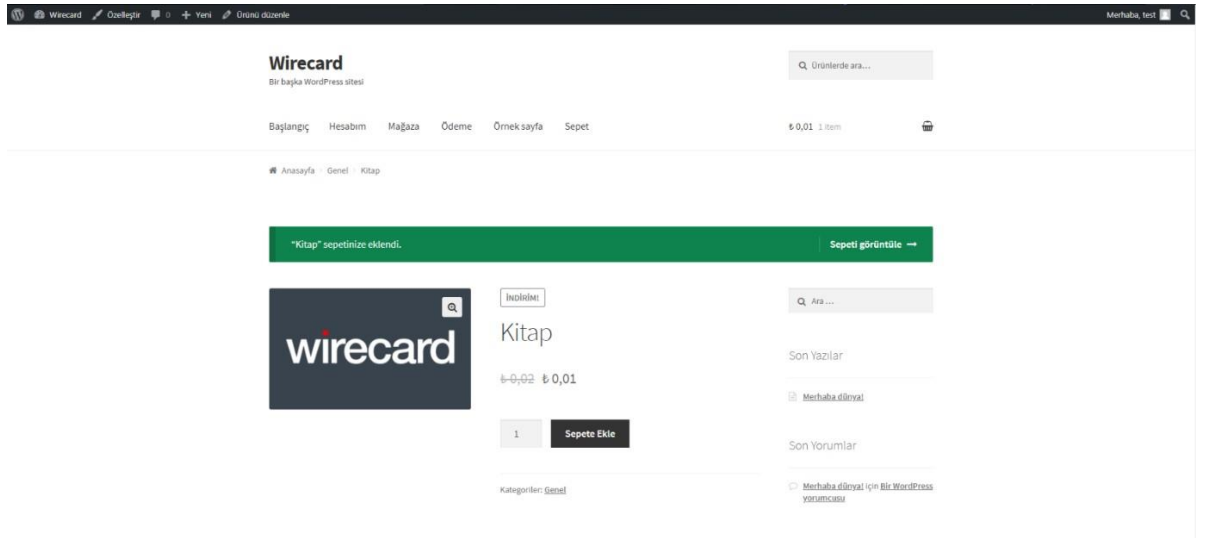 Wirecard Özelleştir 0 Yeni Ürünü düzenle Merhaba, test
Wirecard
Bir başka WordPress sitesi
Ürünlerde ara...
Başlangıç Hesabım Mağaza Ödeme Örnek sayfa Sepet
₺ 0,01 1 item
Anasayfa Genel Kitap
"Kitap" sepetinize eklendi. Sepeti görüntüle →
wirecard
İNDİRİM!
Kitap
₺ 0,02 ₺ 0,01
1 Sepete Ekle
Kategoriler: Genel
Ara ...
Son Yazılar
Merhaba dünya!
Son Yorumlar
Merhaba dünya! için Bir WordPress
yorumcusu